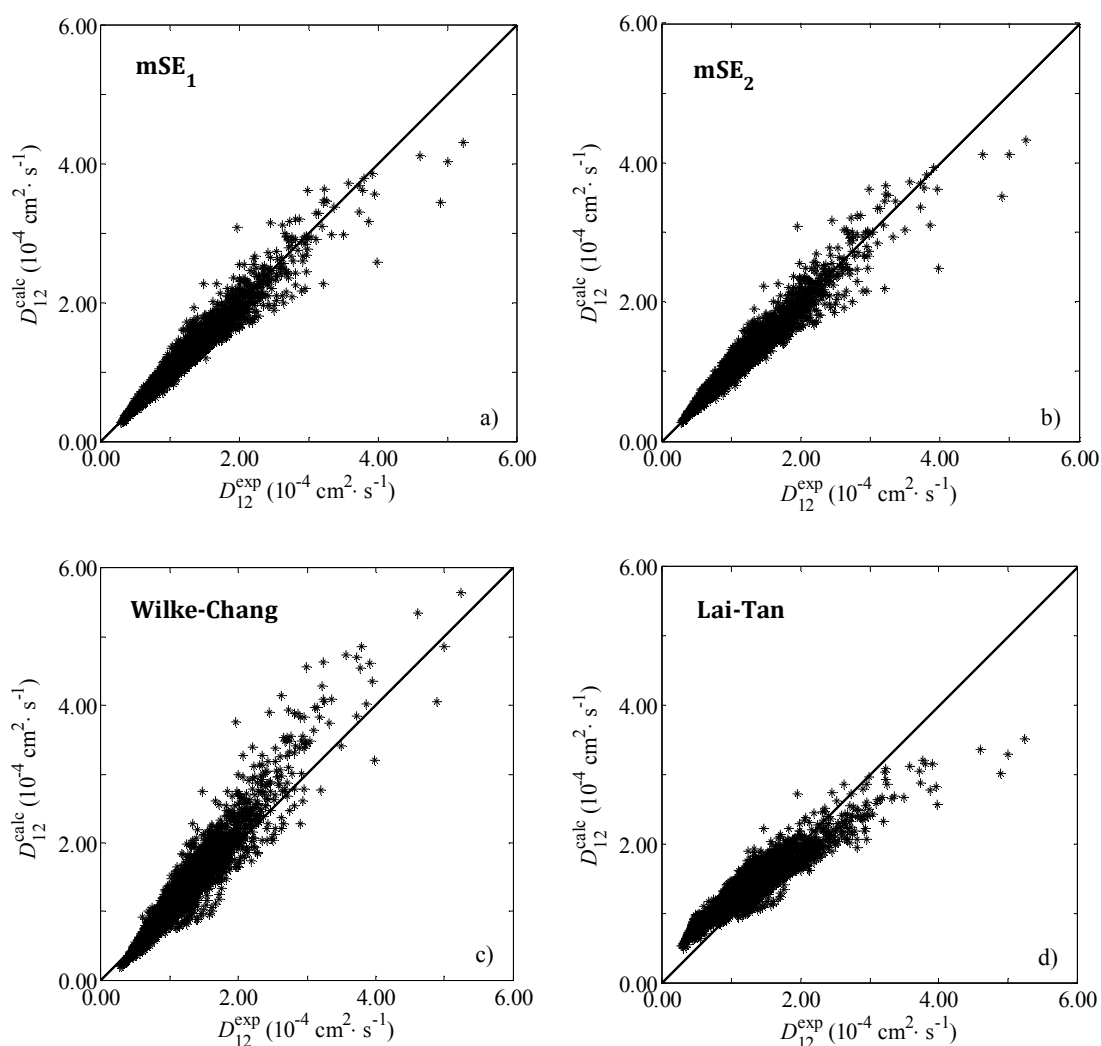 6.00
mSE1
4.00
D12calc (10-4 cm2· s-1)
2.00
a)
0.00
0.00 2.00 4.00 6.00
D12exp (10-4 cm2· s-1)
6.00
mSE2
4.00
D12calc (10-4 cm2· s-1)
2.00
b)
0.00
0.00 2.00 4.00 6.00
D12exp (10-4 cm2· s-1)
6.00
Wilke-Chang
4.00
D12calc (10-4 cm2· s-1)
2.00
c)
0.00
0.00 2.00 4.00 6.00
D12exp (10-4 cm2· s-1)
6.00
Lai-Tan
4.00
D12calc (10-4 cm2· s-1)
2.00
d)
0.00
0.00 2.00 4.00 6.00
D12exp (10-4 cm2· s-1)